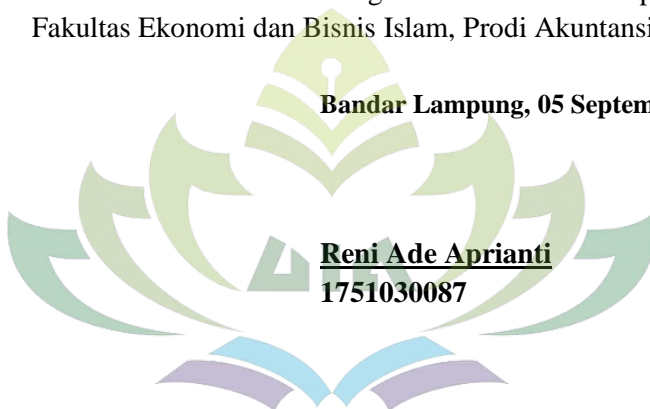 Fakultas Ekonomi dan Bisnis Islam, Prodi Akuntansi
Bandar Lampung, 05 Septem
Reni Ade Aprianti
1751030087